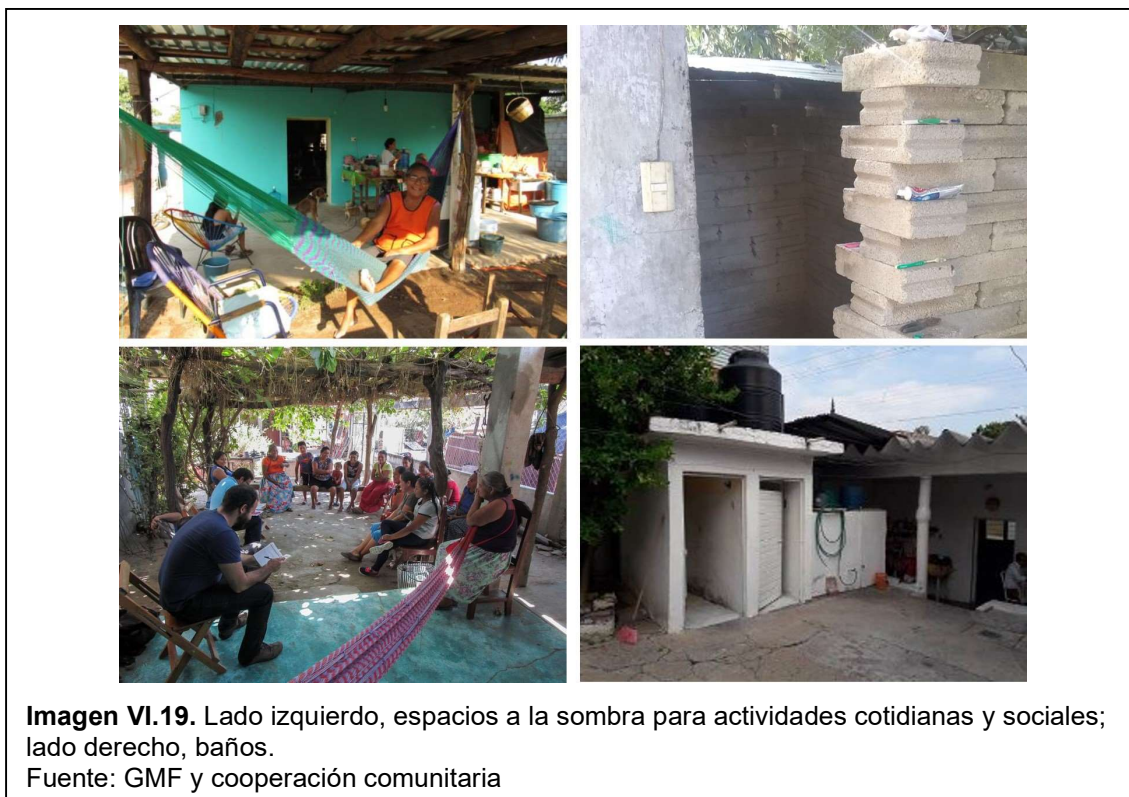 Imagen VI.19. Lado izquierdo, espacios a la sombra para actividades cotidianas y sociales;
lado derecho, baños.
Fuente: GMF y cooperación comunitaria